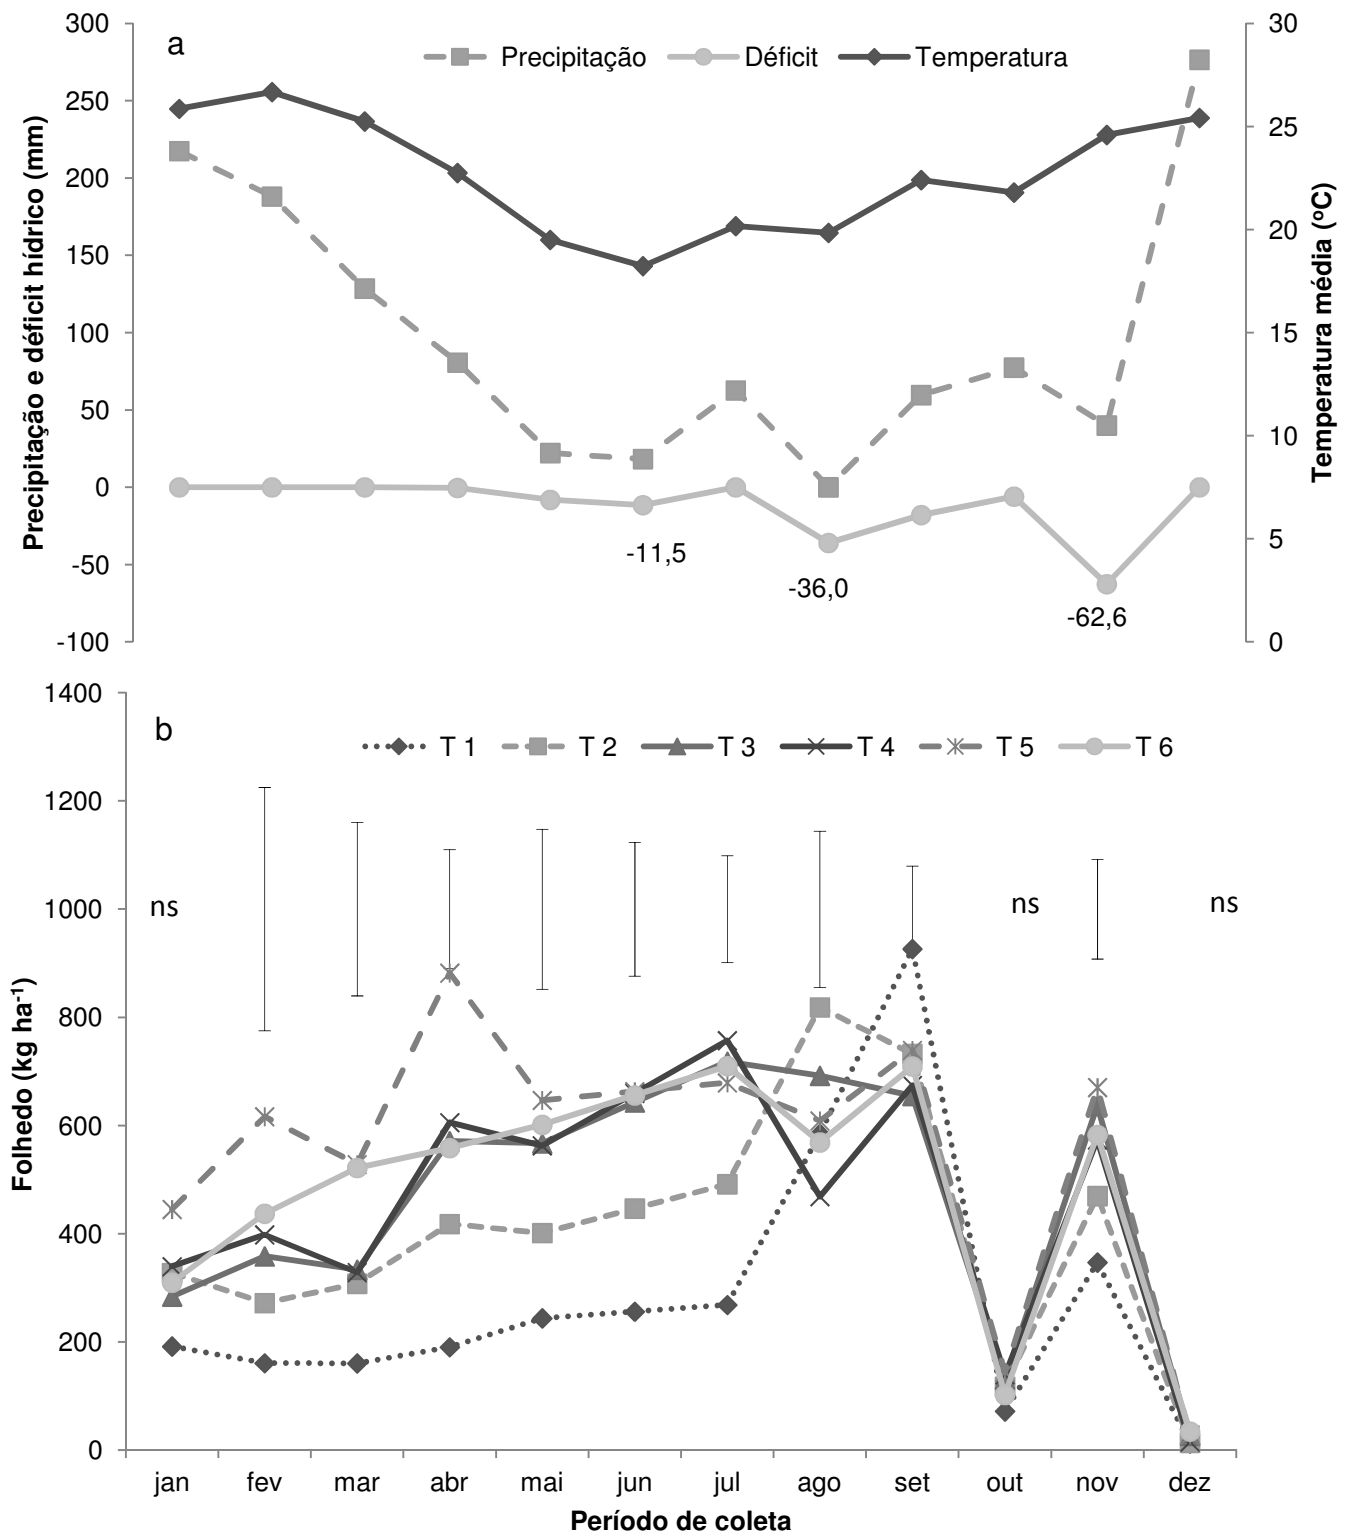 a
Precipitação Déficit Temperatura
300
250
200
150
100
50
0
-50
-100
Precipitação e déficit hídrico (mm)
30
25
20
15
10
5
0
Temperatura média (ºC)
-11,5
-36,0
-62,6
b
T 1 T 2 T 3 T 4 T 5 T 6
1400
1200
1000
800
600
400
200
0
Folhedo (kg ha⁻¹)
ns ns ns
jan fev mar abr mai jun jul ago set out nov dez
Período de coleta